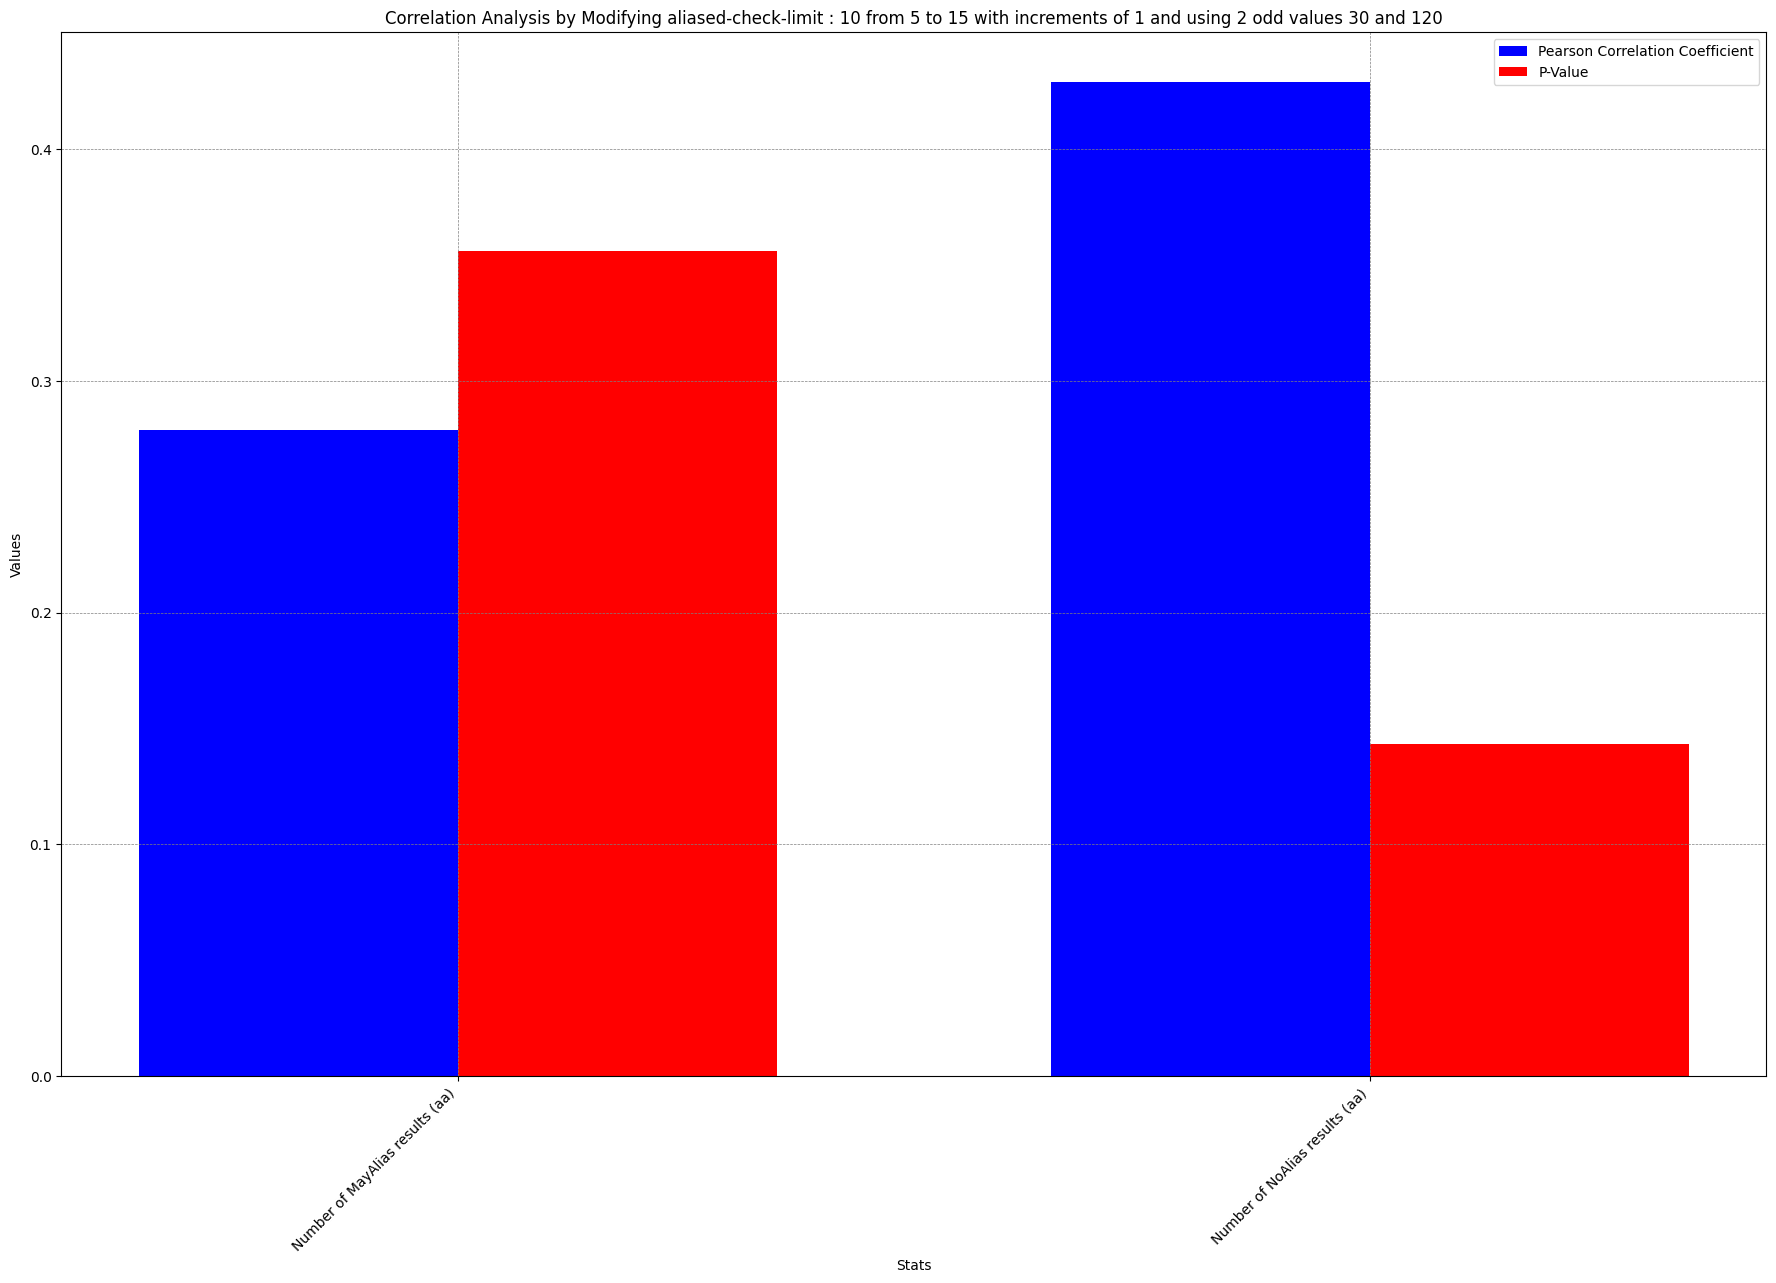 Correlation Analysis by Modifying aliased-check-limit : 10 from 5 to 15 with increments of 1 and using 2 odd values 30 and 120
Pearson Correlation Coefficient
P-Value
0.4
0.3
0.2
0.1
0.0
Values
Number of MayAlias results (aa)
Number of NoAlias results (aa)
Stats